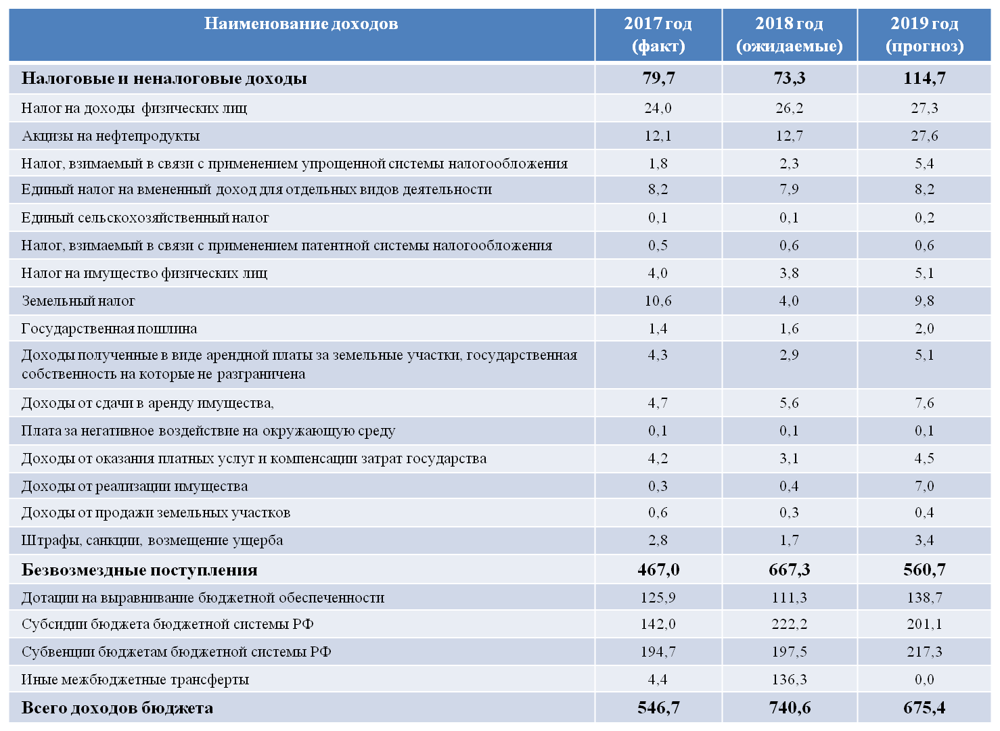 Наименование доходов 2017 год 2018 год 2019 год
(факт) (ожидаемые) (прогноз)
Налоговые и неналоговые доходы 79,7 73,3 114,7
Налог на доходы физических лиц 24,0 26,2 27,3
Акцизы на нефтепродукты 12,1 12,7 27,6
Налог, взимаемый в связи с применением упрощенной системы налогообложения 1,8 2,3 5,4
Единый налог на вмененный доход для отдельных видов деятельности 8,2 7,9 8,2
Единый сельскохозяйственный налог 0,1 0,1 0,2
Налог, взимаемый в связи с применением патентной системы налогообложения 0,5 0,6 0,6
Налог на имущество физических лиц 4,0 3,8 5,1
Земельный налог 10,6 4,0 9,8
Государственная пошлина 1,4 1,6 2,0
Доходы полученные в виде арендной платы за земельные участки, государственная 4,3 2,9 5,1
собственность на которые не разграничена
Доходы от сдачи в аренду имущества, 4,7 5,6 7,6
Плата за негативное воздействие на окружающую среду 0,1 0,1 0,1
Доходы от оказания платных услуг и компенсации затрат государства 4,2 3,1 4,5
Доходы от реализации имущества 0,3 0,4 7,0
Доходы от продажи земельных участков 0,6 0,3 0,4
Штрафы, санкции, возмещение ущерба 2,8 1,7 3,4
Безвозмездные поступления 467,0 667,3 560,7
Дотации на выравнивание бюджетной обеспеченности 125,9 111,3 138,7
Субсидии бюджета бюджетной системы РФ 142,0 222,2 201,1
Субвенции бюджетам бюджетной системы РФ 194,7 197,5 217,3
Иные межбюджетные трансферты 4,4 136,3 0,0
Всего доходов бюджета 546,7 740,6 675,4